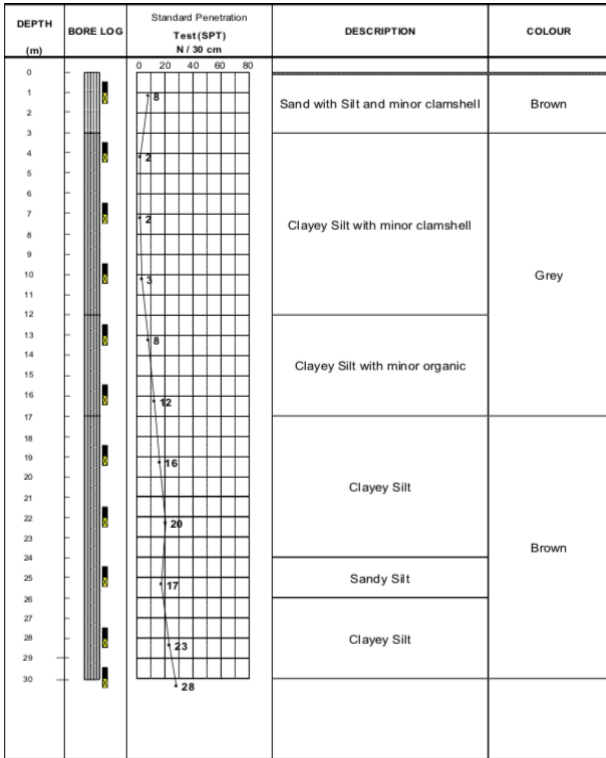 DEPTH
(m)
BORE LOG
Standard Penetration
Test (SPT)
N / 30 cm
DESCRIPTION
COLOUR
0 20 40 60 80
0
1
2
3
4
5
6
7
8
9
10
11
12
13
14
15
16
17
18
19
20
21
22
23
24
25
26
27
28
29
30
8
2
2
3
8
12
16
20
17
23
28
Sand with Silt and minor clamshell
Clayey Silt with minor clamshell
Clayey Silt with minor organic
Clayey Silt
Sandy Silt
Clayey Silt
Brown
Grey
Brown